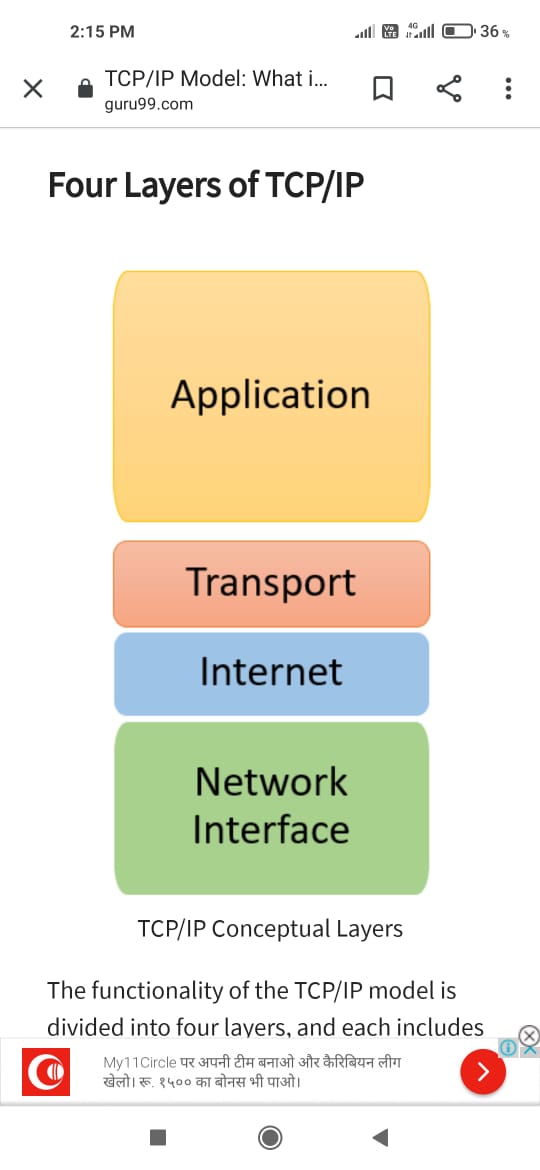 2:15 PM
Vo LTE 4G 36%
TCP/IP Model: What i...
guru99.com
Four Layers of TCP/IP
Application
Transport
Internet
Network
Interface
TCP/IP Conceptual Layers
The functionality of the TCP/IP model is
divided into four layers, and each includes
My11Circle पर अपनी टीम बनाओ और कैरिबियन लीग
खेलो। रू. १५०० का बोनस भी पाओ।